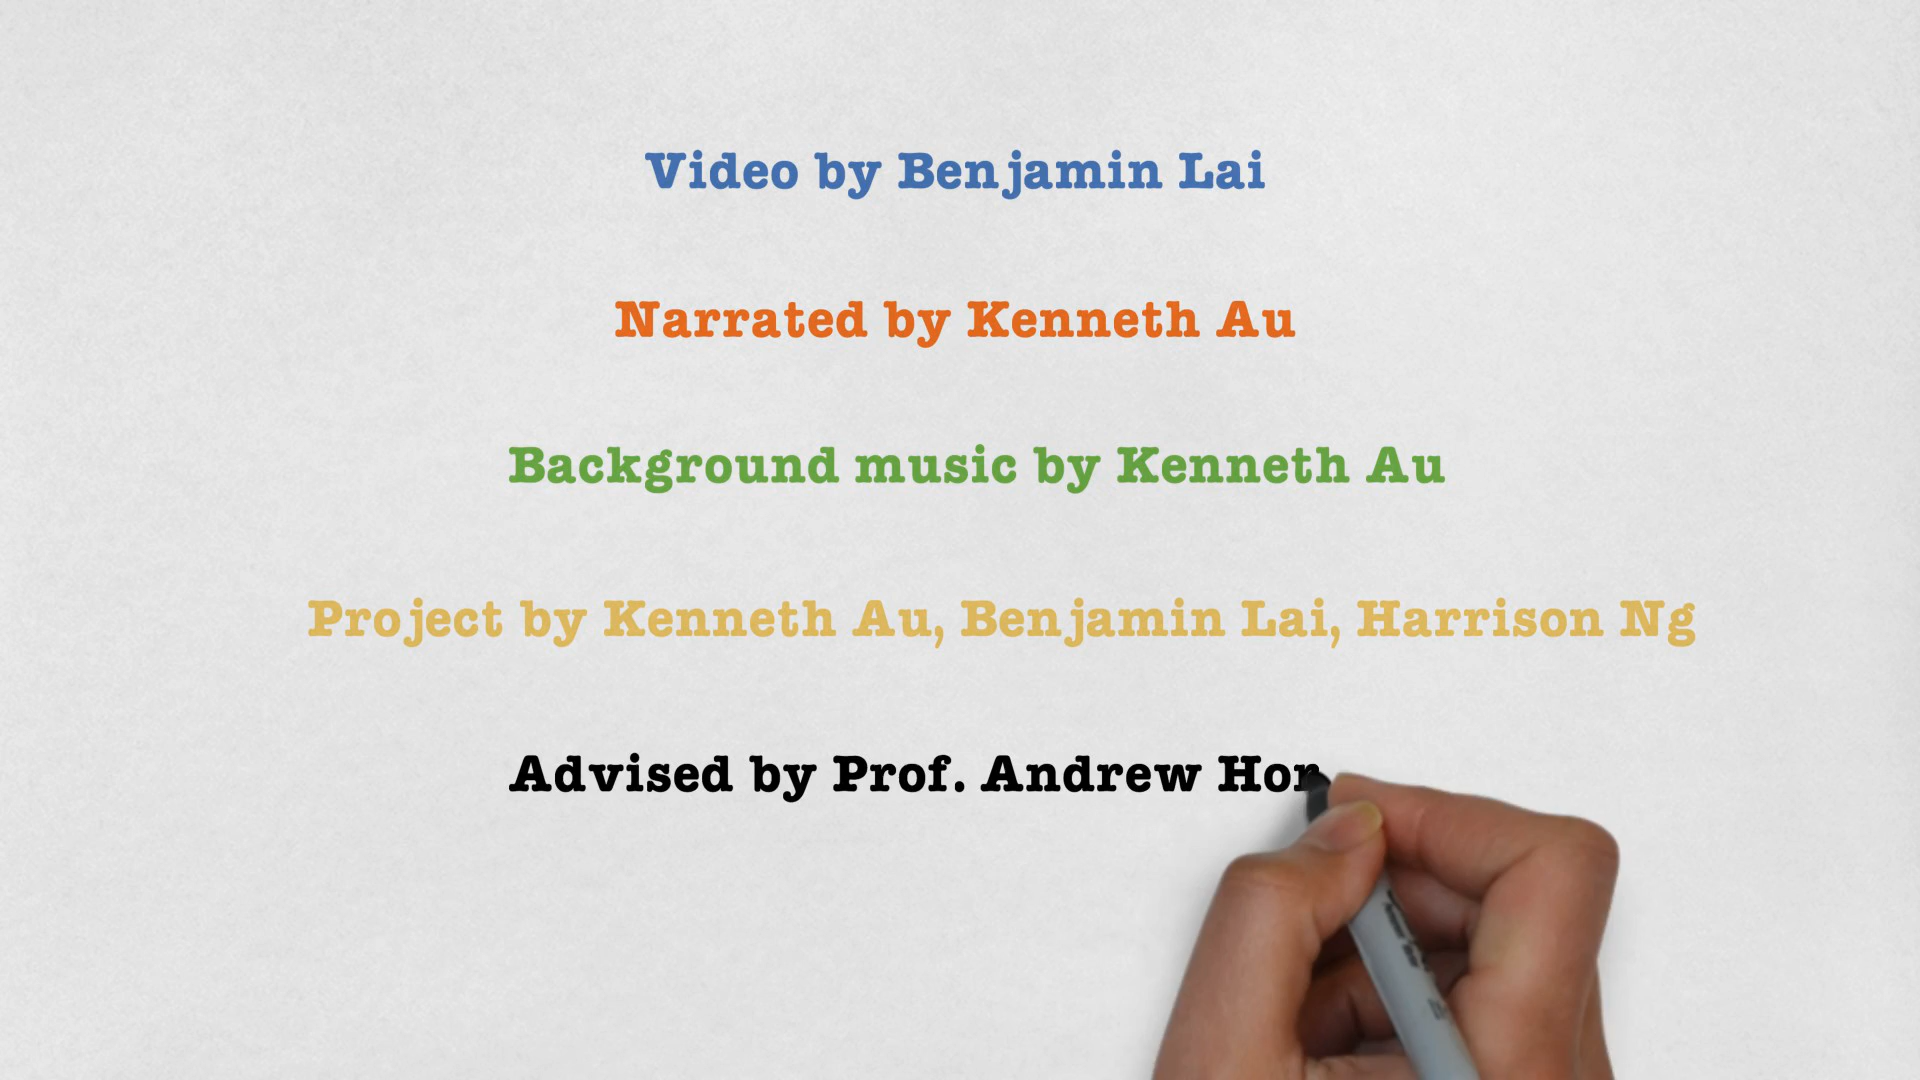 Video by Benjamin Lai
Narrated by Kenneth Au
Background music by Kenneth Au
Project by Kenneth Au, Benjamin Lai, Harrison Ng
Advised by Prof. Andrew Hor